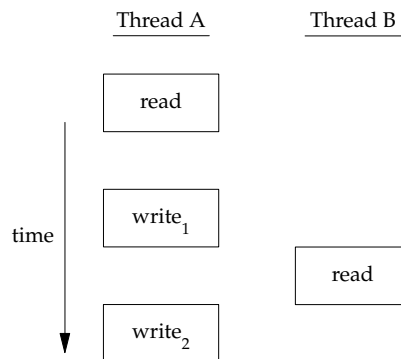 Thread A    Thread B
read
write₁
time
read
write₂